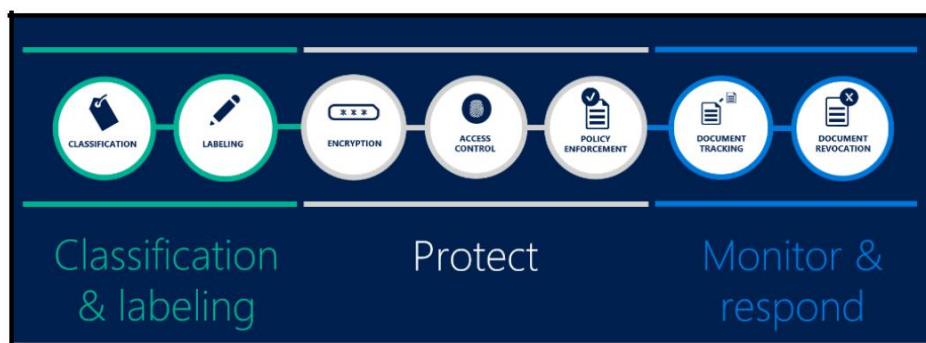 CLASSIFICATION
LABELING
* * *
ENCRYPTION
ACCESS
CONTROL
POLICY
ENFORCEMENT
DOCUMENT
TRACKING
DOCUMENT
REVOCATION
Classification
& labeling
Protect
Monitor &
respond